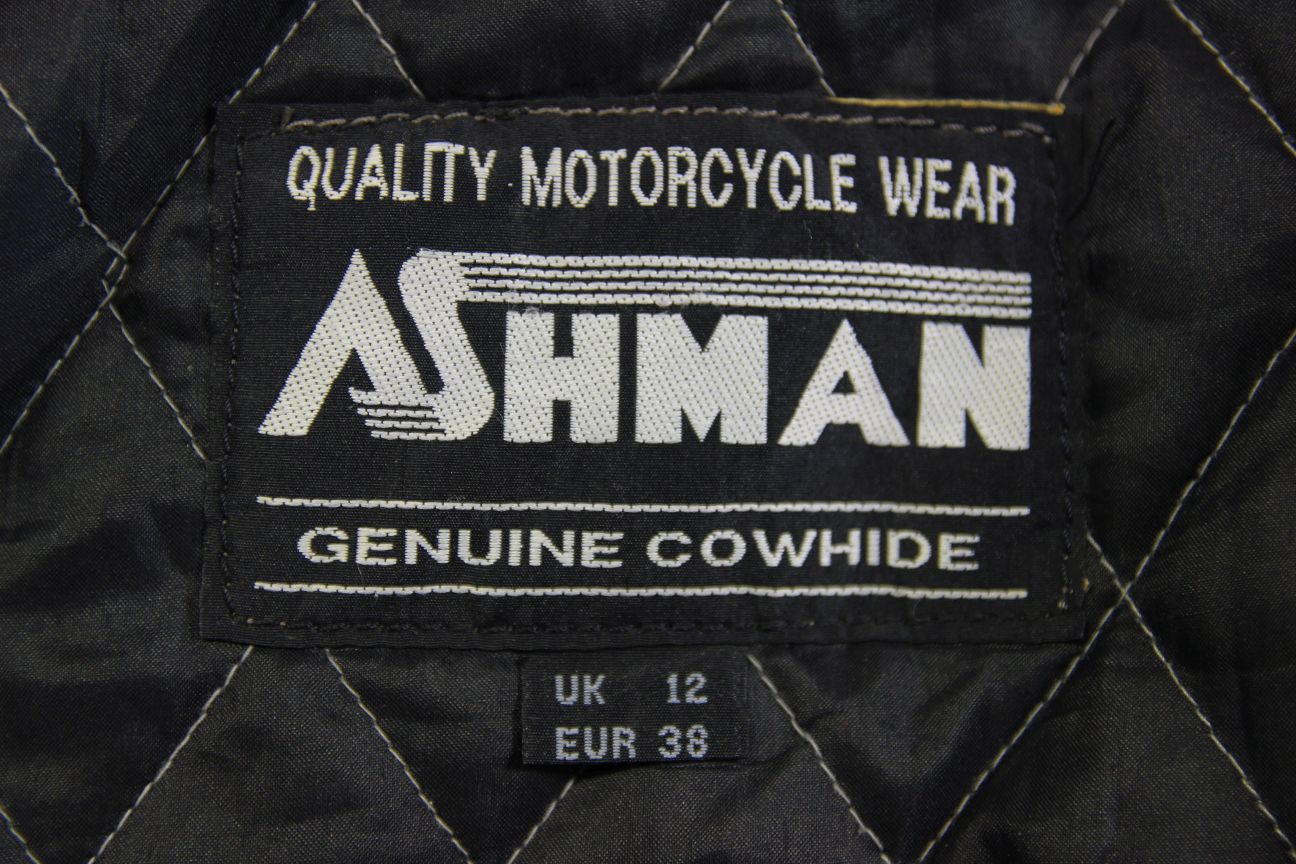 QUALITY MOTORCYCLE WEAR
ASHMAN
GENUINE COWHIDE
UK 12
EUR 38